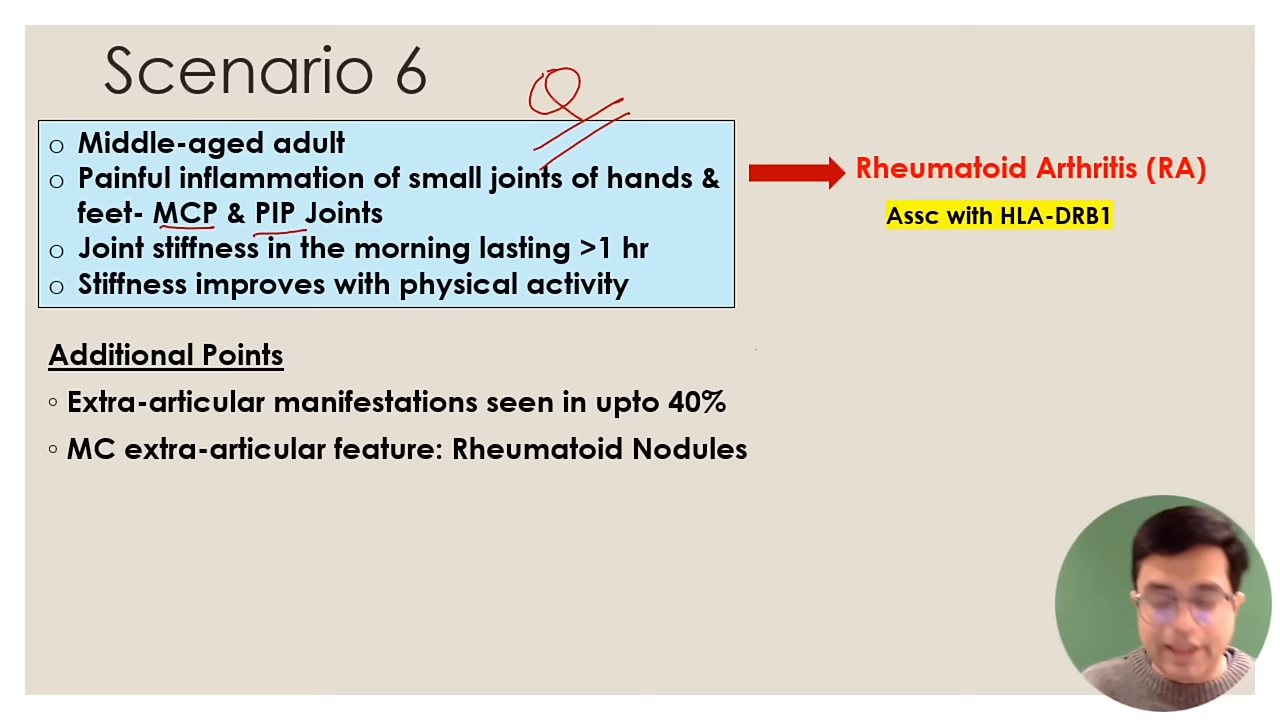 Scenario 6
○ Middle-aged adult
○ Painful inflammation of small joints of hands &
feet- MCP & PIP Joints
○ Joint stiffness in the morning lasting >1 hr
○ Stiffness improves with physical activity
Rheumatoid Arthritis (RA)
Assc with HLA-DRB1
Additional Points
◦ Extra-articular manifestations seen in upto 40%
◦ MC extra-articular feature: Rheumatoid Nodules